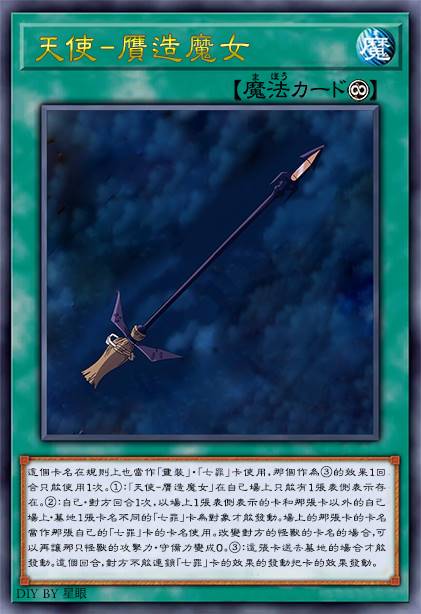 天使-贋造魔女
魔
まほう
【魔法カード♾】
這個卡名在規則上也當作「靈裝」·「七罪」卡使用，那個作為③的效果1回
合只能使用1次。①：「天使-贋造魔女」在自己場上只能有1張表側表示存
在。②：自己·對方回合1次，以場上1張表側表示的卡和那張卡以外的自己
場上·墓地1張卡名不同的「七罪」卡為對象才能發動。場上的那張卡的卡名
當作那張自己的「七罪」卡的卡名使用。改變對方的怪獸的卡名的場合，可
以再讓那只怪獸的攻擊力·守備力變成0。③：這張卡送去墓地的場合才能
發動。這個回合，對方不能連鎖「七罪」卡的效果的發動把卡的效果發動。
DIY BY 星眼